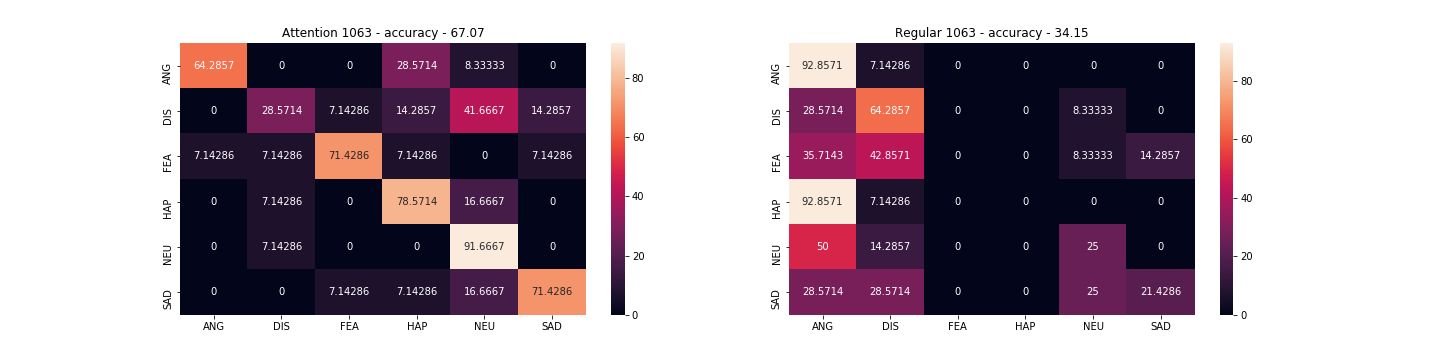 Attention 1063 - accuracy - 67.07
ANG 64.2857 0 0 28.5714 8.33333 0
DIS 0 28.5714 7.14286 14.2857 41.6667 14.2857
FEA 7.14286 7.14286 71.4286 7.14286 0 7.14286
HAP 0 7.14286 0 78.5714 16.6667 0
NEU 0 7.14286 0 0 91.6667 0
SAD 0 0 7.14286 7.14286 16.6667 71.4286
ANG DIS FEA HAP NEU SAD
80
60
40
20
0
Regular 1063 - accuracy - 34.15
ANG 92.8571 7.14286 0 0 0 0
DIS 28.5714 64.2857 0 0 8.33333 0
FEA 35.7143 42.8571 0 0 8.33333 14.2857
HAP 92.8571 7.14286 0 0 0 0
NEU 50 14.2857 0 0 25 0
SAD 28.5714 28.5714 0 0 25 21.4286
ANG DIS FEA HAP NEU SAD
80
60
40
20
0